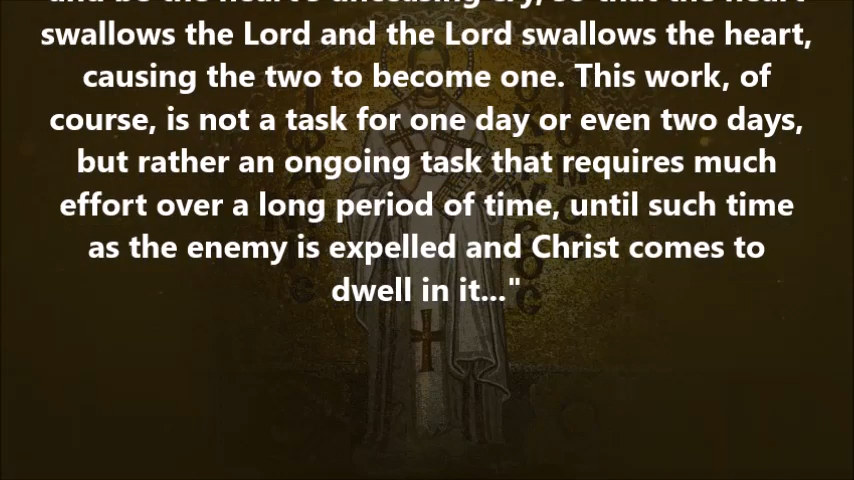 and be the heart's unceasing cry, so that the heart
swallows the Lord and the Lord swallows the heart,
causing the two to become one. This work, of
course, is not a task for one day or even two days,
but rather an ongoing task that requires much
effort over a long period of time, until such time
as the enemy is expelled and Christ comes to
dwell in it..."